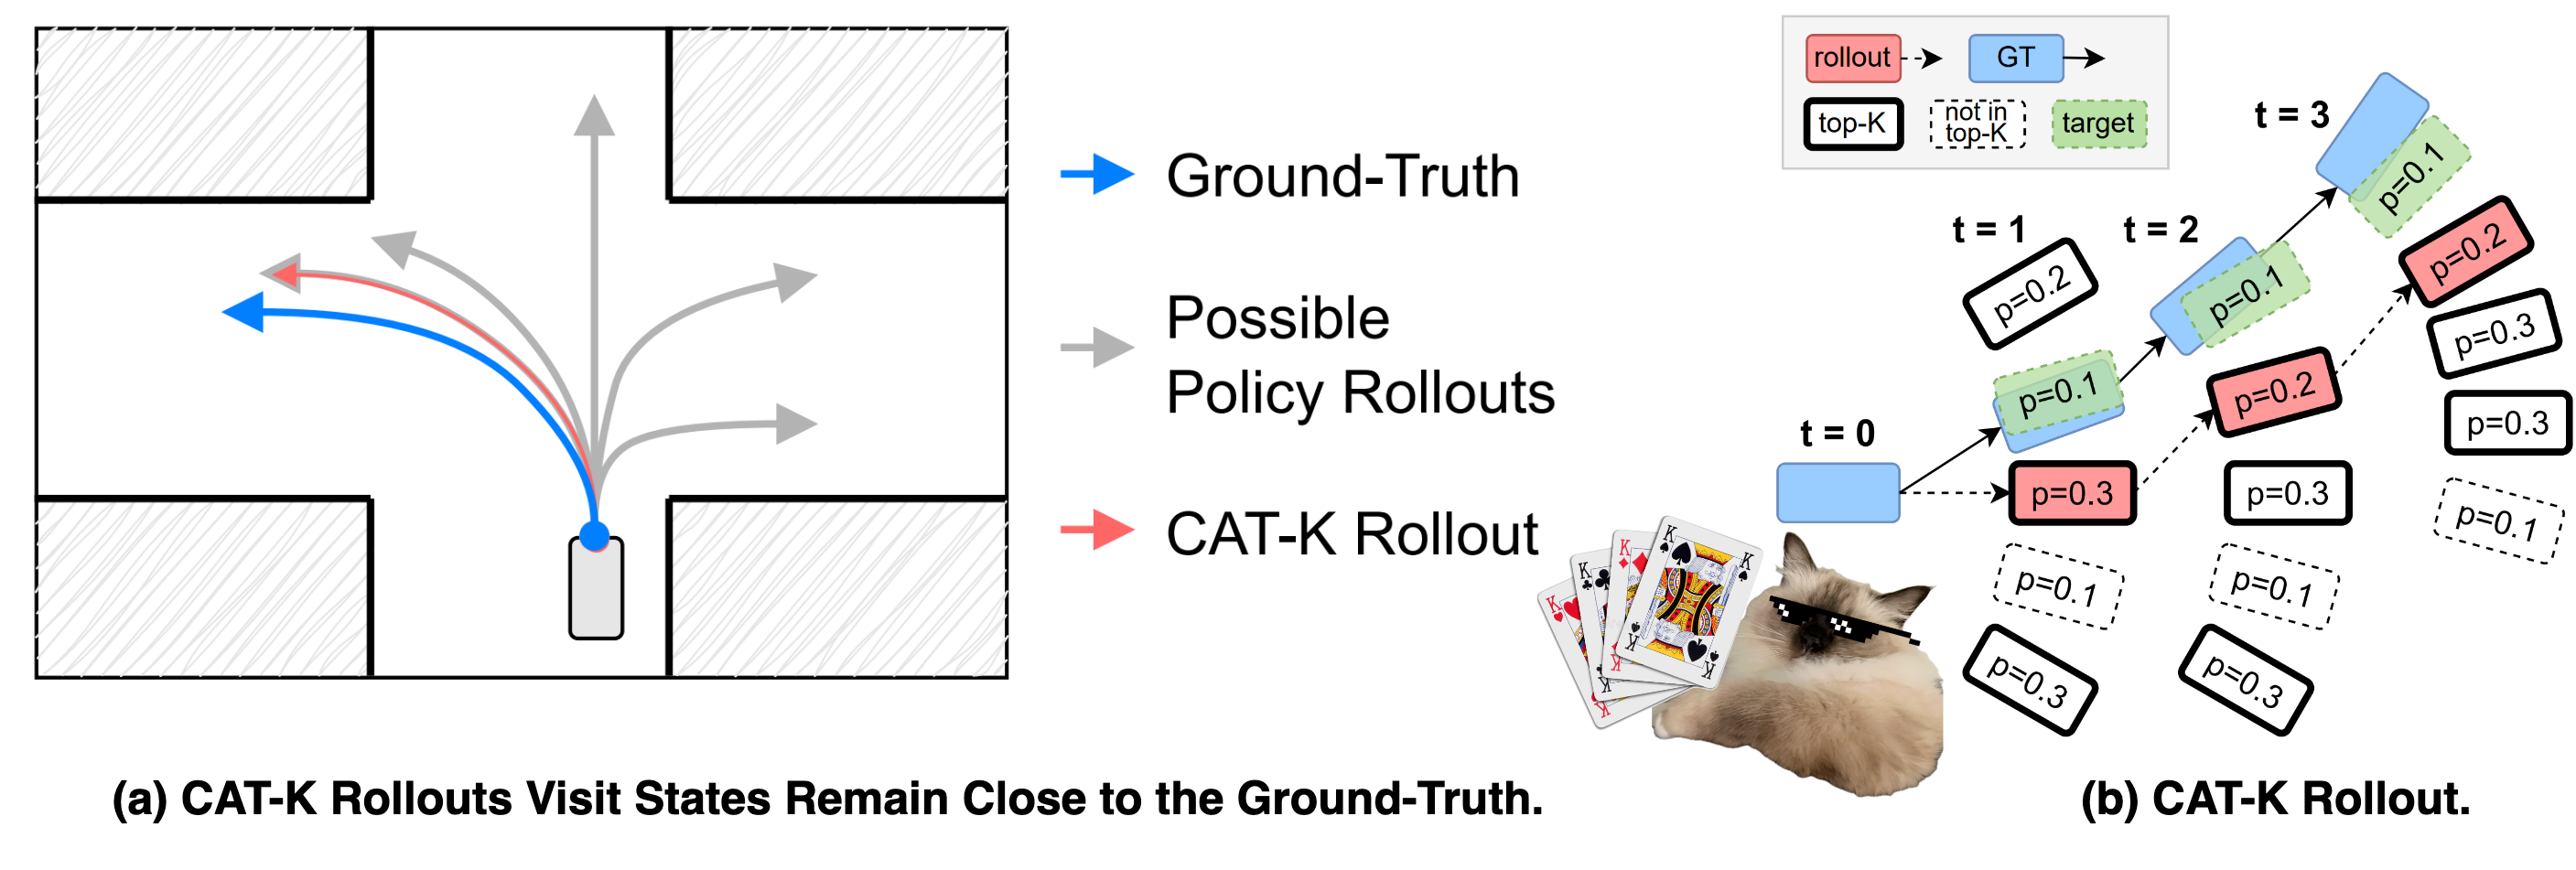 Ground-Truth
Possible
Policy Rollouts
CAT-K Rollout
(a) CAT-K Rollouts Visit States Remain Close to the Ground-Truth.
rollout
GT
top-K
not in
top-K
target
t = 0
t = 1
t = 2
t = 3
p=0.2
p=0.1
p=0.3
p=0.1
p=0.3
p=0.1
p=0.2
p=0.3
p=0.1
p=0.3
p=0.1
p=0.2
p=0.3
p=0.3
p=0.1
K
K
K
K
K
K
K
K
K
(b) CAT-K Rollout.